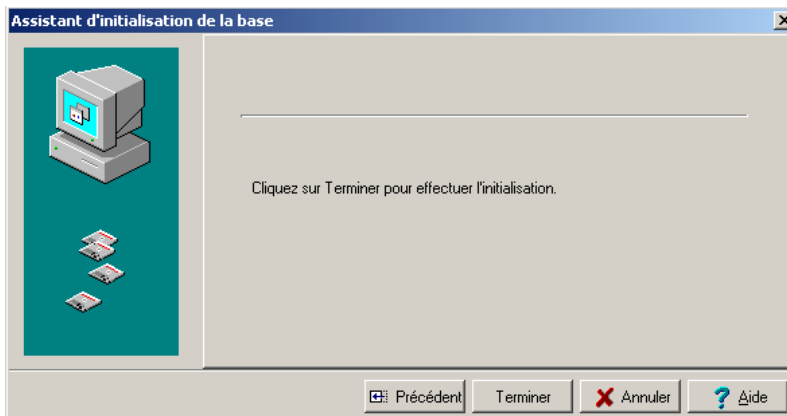 Assistant d'initialisation de la base
Cliquez sur Terminer pour effectuer l'initialisation.
Précédent Terminer Annuler Aide